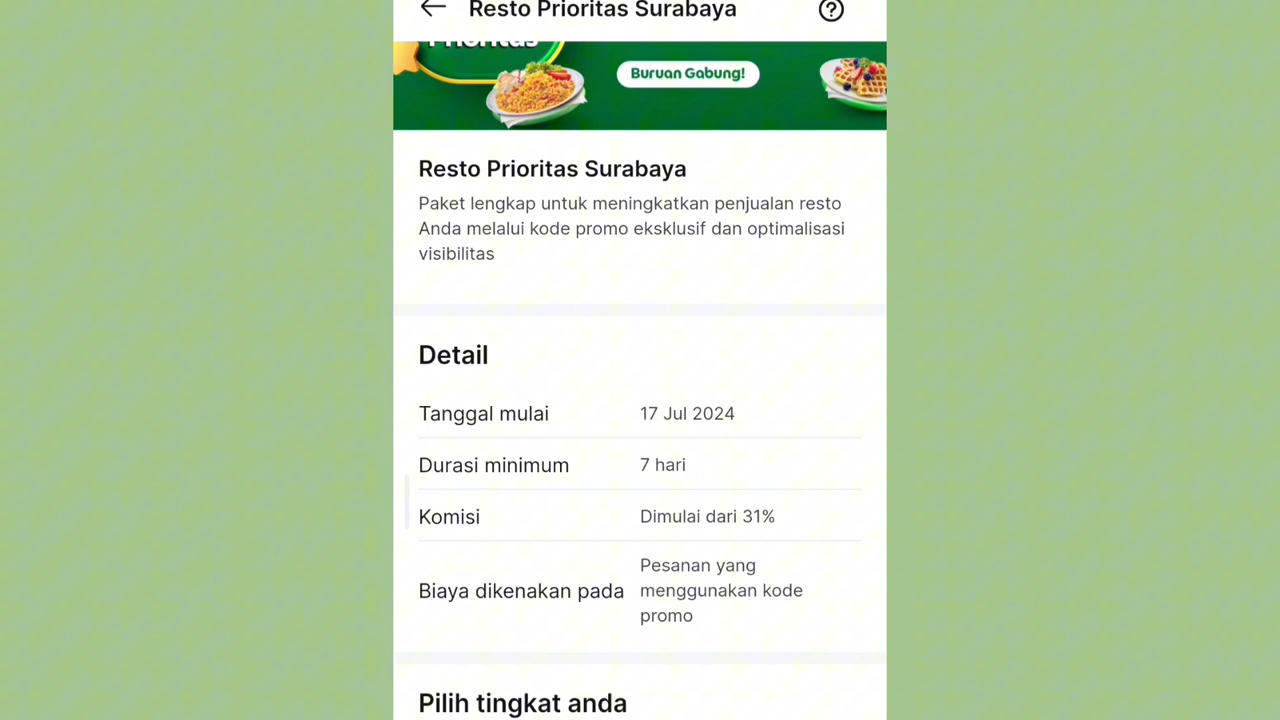 Resto Prioritas Surabaya
Prioritas
Buruan Gabung!
Resto Prioritas Surabaya
Paket lengkap untuk meningkatkan penjualan resto
Anda melalui kode promo eksklusif dan optimalisasi
visibilitas
Detail
Tanggal mulai 17 Jul 2024
Durasi minimum 7 hari
Komisi Dimulai dari 31%
Biaya dikenakan pada Pesanan yang
menggunakan kode
promo
Pilih tingkat anda